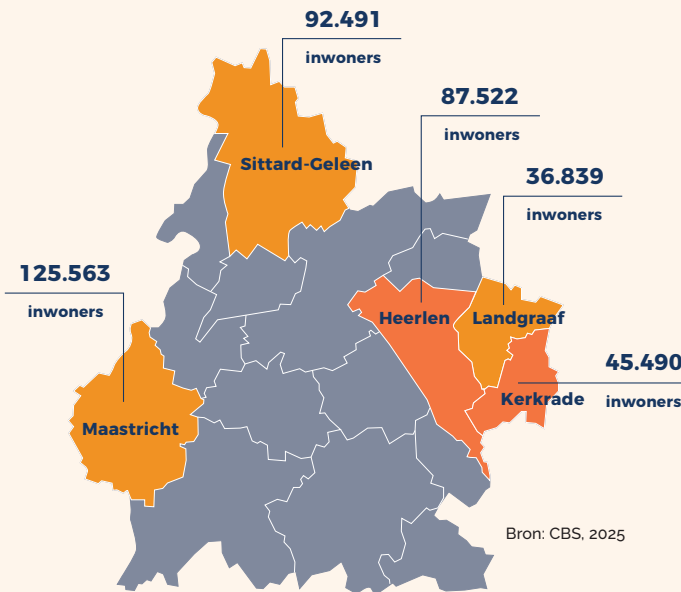 92.491
inwoners
87.522
inwoners
Sittard-Geleen
36.839
inwoners
125.563
inwoners
Heerlen
Landgraaf
45.490
inwoners
Kerkrade
Maastricht
Bron: CBS, 2025